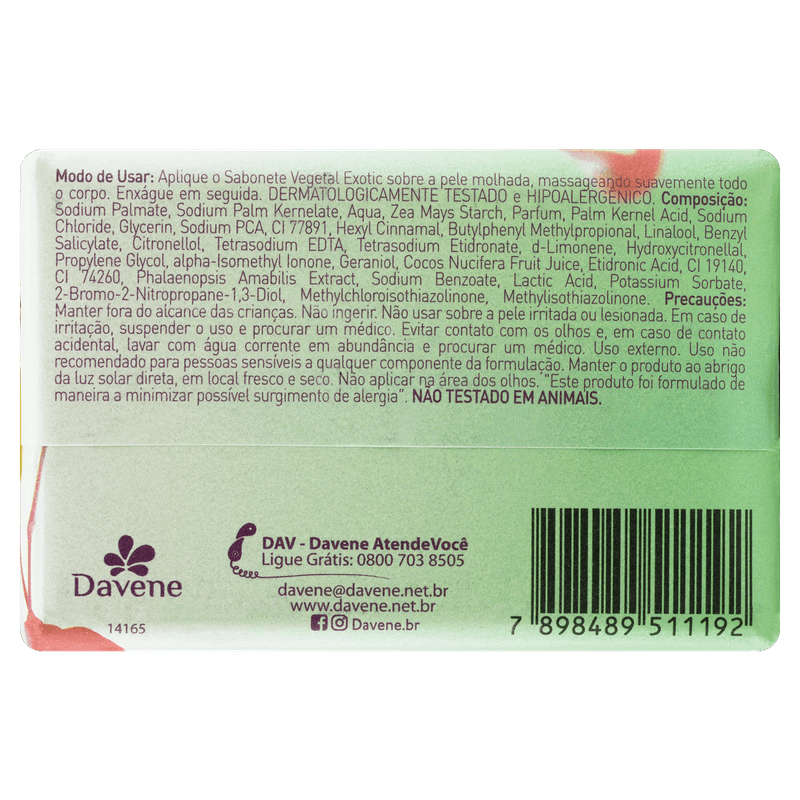 Modo de Usar: Aplique o Sabonete Vegetal Exotic sobre a pele molhada, massageando suavemente todo
o corpo. Enxágue em seguida. DERMATOLOGICAMENTE TESTADO e HIPOALERGÊNICO. Composição:
Sodium Palmate, Sodium Palm Kernelate, Aqua, Zea Mays Starch, Parfum, Palm Kernel Acid, Sodium
Chloride, Glycerin, Sodium PCA, CI 77891, Hexyl Cinnamal, Butylphenyl Methylpropional, Linalool, Benzyl
Salicylate, Citronellol, Tetrasodium EDTA, Tetrasodium Etidronate, d-Limonene, Hydroxycitronellal,
Propylene Glycol, alpha-Isomethyl Ionone, Geraniol, Cocos Nucifera Fruit Juice, Etidronic Acid, CI 19140,
CI 74260, Phalaenopsis Amabilis Extract, Sodium Benzoate, Lactic Acid, Potassium Sorbate,
2-Bromo-2-Nitropropane-1,3-Diol, Methylchloroisothiazolinone, Methylisothiazolinone. Precauções:
Manter fora do alcance das crianças. Não ingerir. Não usar sobre a pele irritada ou lesionada. Em caso de
irritação, suspender o uso e procurar um médico. Evitar contato com os olhos e, em caso de contato
acidental, lavar com água corrente em abundância e procurar um médico. Uso externo. Uso não
recomendado para pessoas sensíveis a qualquer componente da formulação. Manter o produto ao abrigo
da luz solar direta, em local fresco e seco. Não aplicar na área dos olhos. "Este produto foi formulado de
maneira a minimizar possível surgimento de alergia". NÃO TESTADO EM ANIMAIS.
Davene
14165
DAV - Davene AtendeVocê
Ligue Grátis: 0800 703 8505
davene@davene.net.br
www.davene.net.br
Davene.br
7 898489 511192